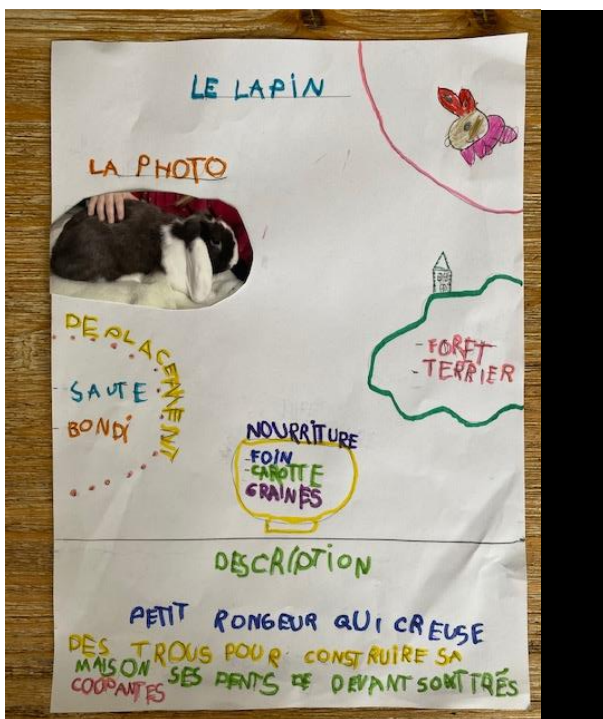 LE LAPIN
LA PHOTO
DEPLACEMENT
- SAUTE
- BONDI
- FORET
- TERRIER
NOURRITURE
- FOIN
- CAROTTE
GRAINES
DESCRIPTION
PETIT RONGEUR QUI CREUSE
DES TROUS POUR CONSTRUIRE SA
MAISON SES DENTS DE DEVANT SONT TRÉS
COUPANTES